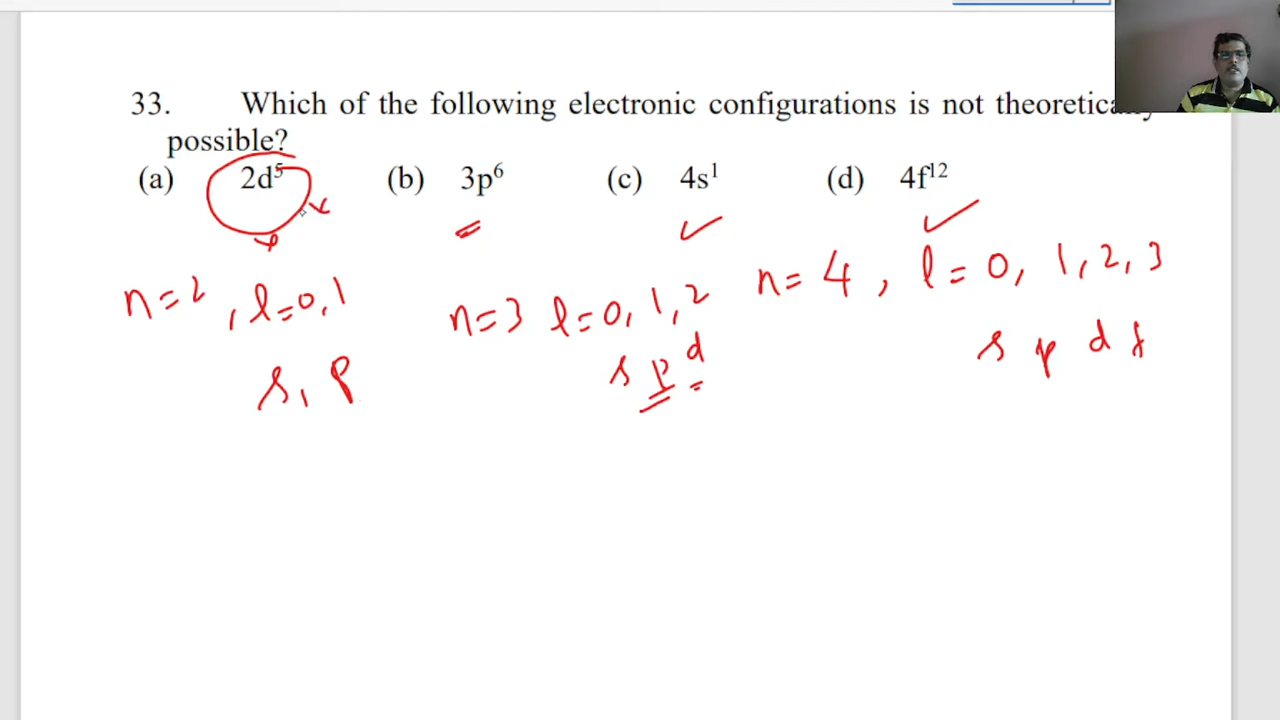 33. Which of the following electronic configurations is not theoretically
possible?
(a) 2d⁵ (b) 3p⁶ (c) 4s¹ (d) 4f¹²
n=2, l=0,1 n=3 l=0,1,2 n=4, l=0,1,2,3
s, p s p d s p d f